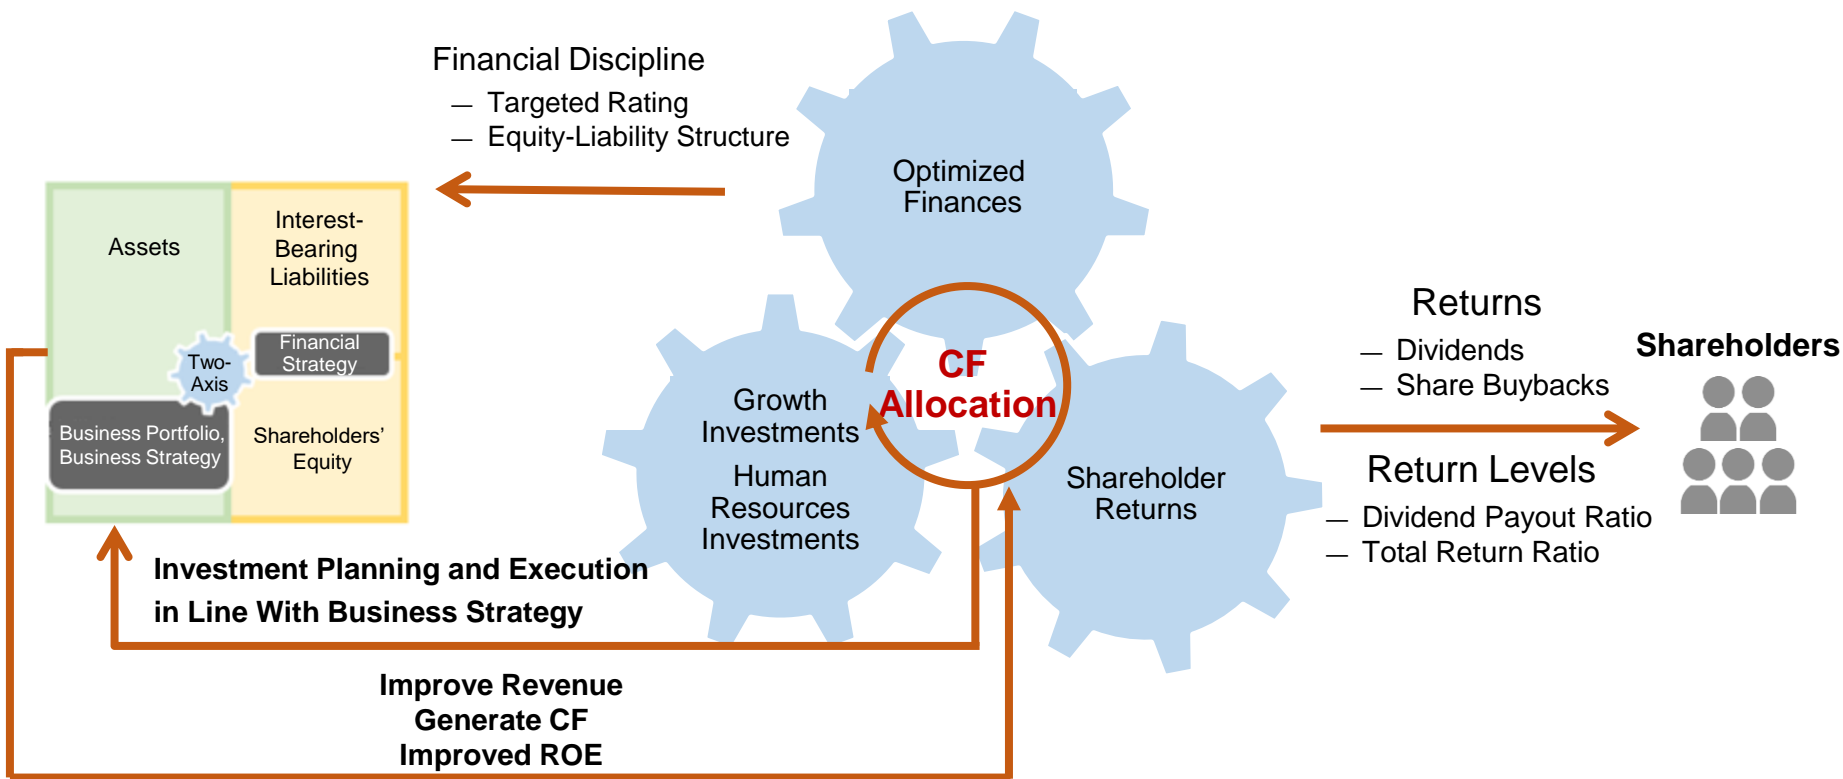 Financial Discipline
— Targeted Rating
— Equity-Liability Structure
Optimized
Finances
Assets
Interest-
Bearing
Liabilities
Two-
Axis
Financial
Strategy
Business Portfolio,
Business Strategy
Shareholders’
Equity
CF
Allocation
Growth
Investments
Human
Resources
Investments
Shareholder
Returns
Returns
— Dividends
— Share Buybacks
Shareholders
Return Levels
— Dividend Payout Ratio
— Total Return Ratio
Investment Planning and Execution
in Line With Business Strategy
Improve Revenue
Generate CF
Improved ROE